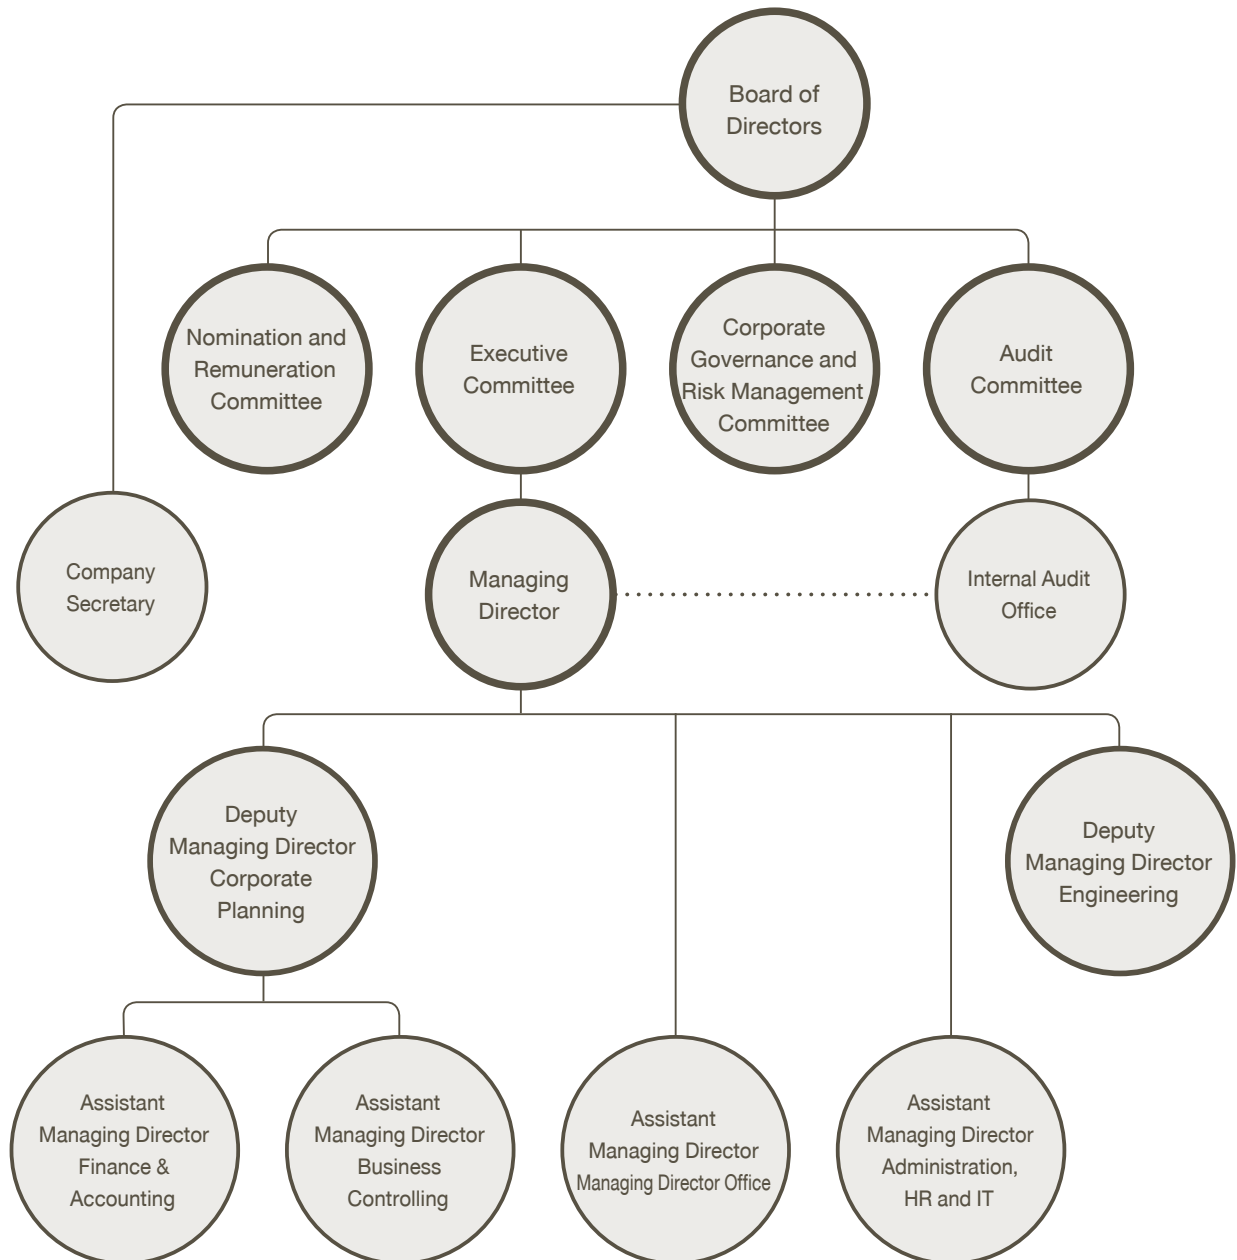 Board of
Directors
Nomination and
Remuneration
Committee
Executive
Committee
Corporate
Governance and
Risk Management
Committee
Audit
Committee
Company
Secretary
Managing
Director
Internal Audit
Office
Deputy
Managing Director
Corporate
Planning
Deputy
Managing Director
Engineering
Assistant
Managing Director
Finance &
Accounting
Assistant
Managing Director
Business
Controlling
Assistant
Managing Director
Managing Director Office
Assistant
Managing Director
Administration,
HR and IT